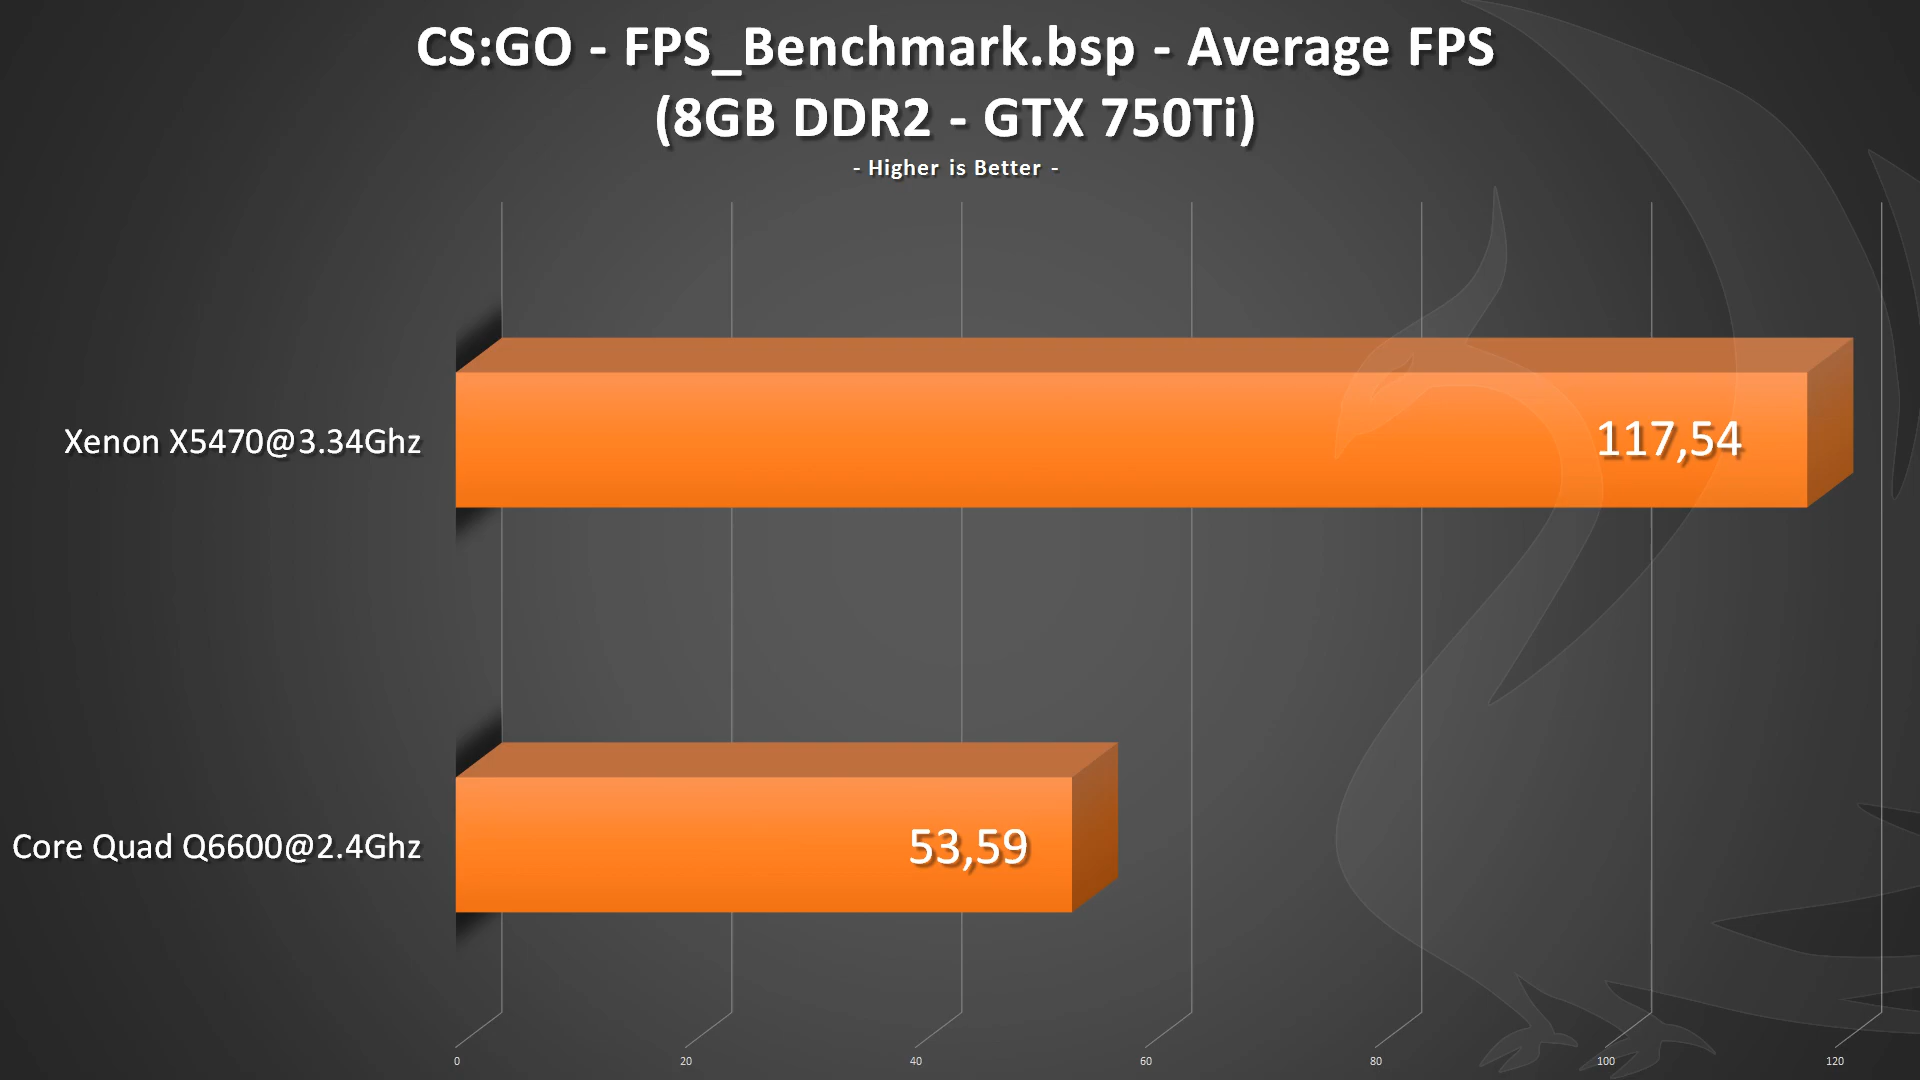 CS:GO - FPS_Benchmark.bsp - Average FPS
(8GB DDR2 - GTX 750Ti)
- Higher is Better -
Xenon X5470@3.34Ghz
117,54
Core Quad Q6600@2.4Ghz
53,59
0 20 40 60 80 100 120